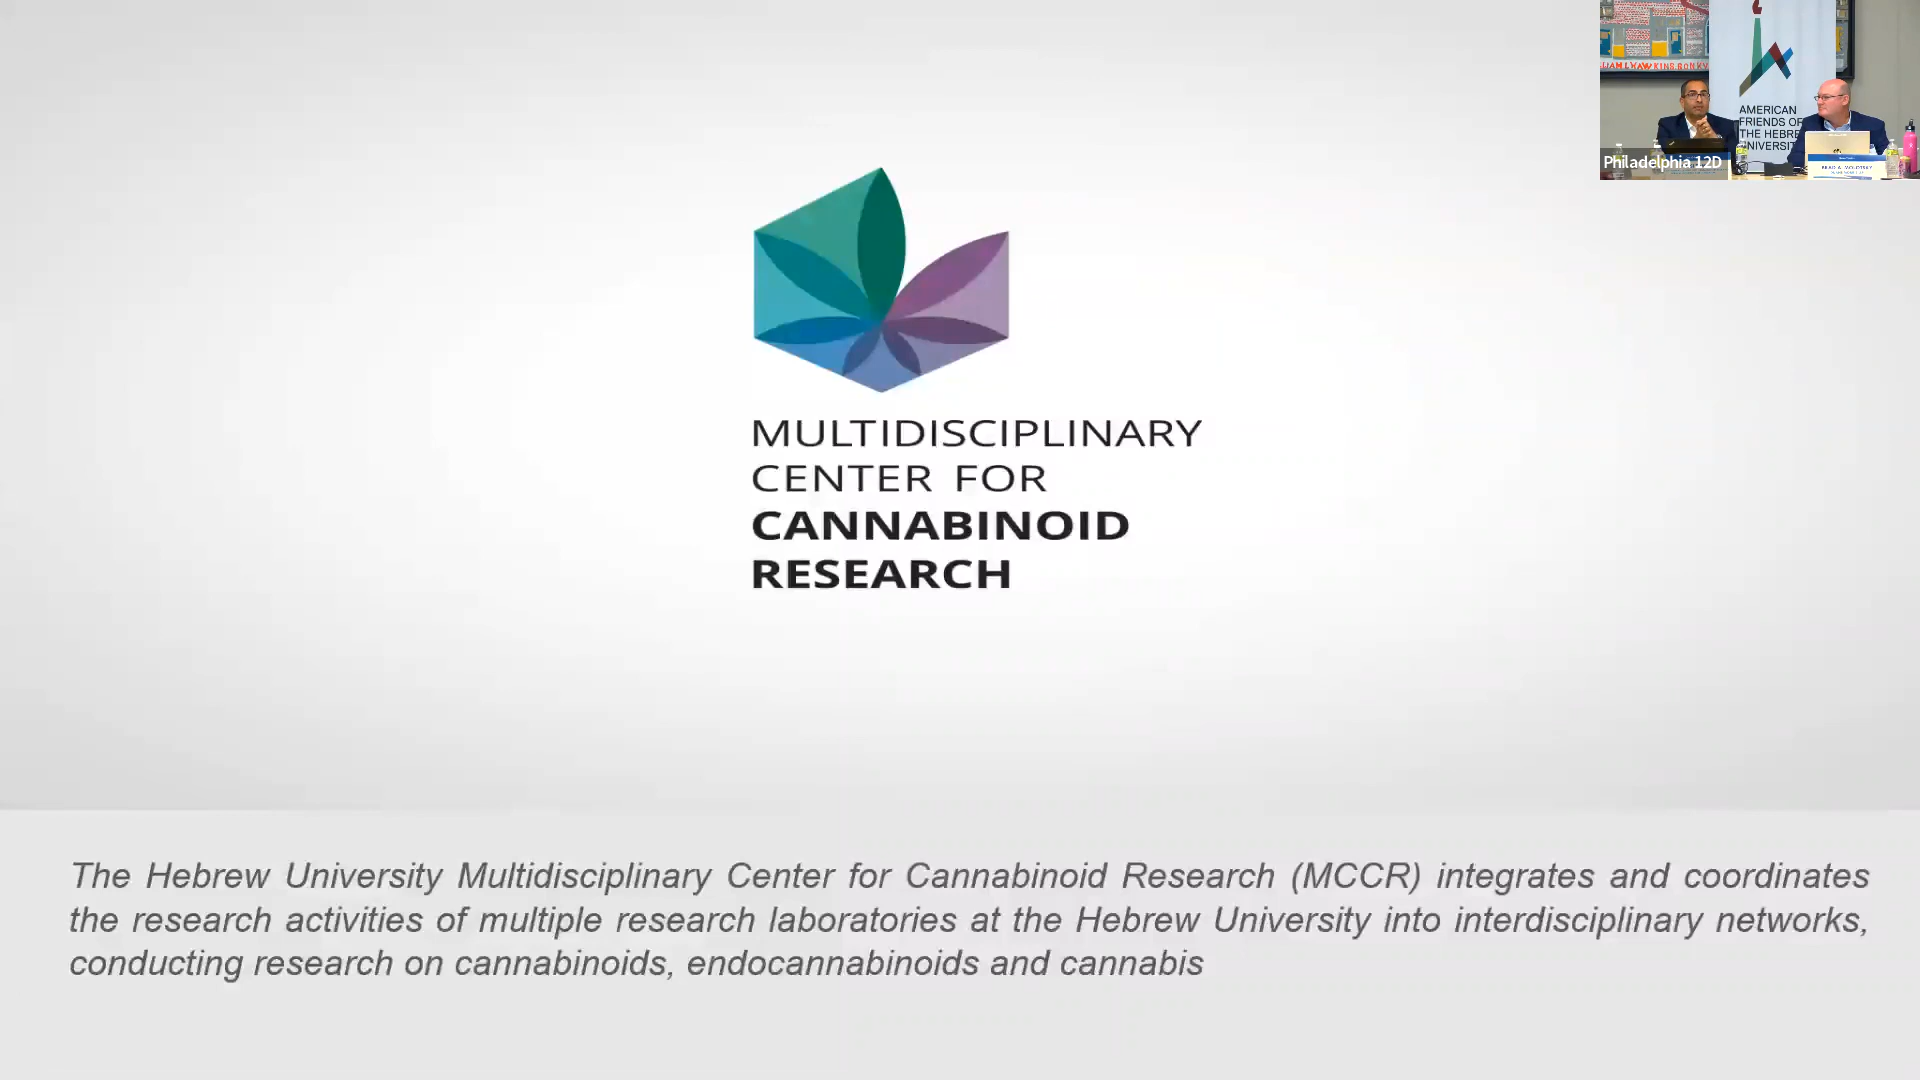 MULTIDISCIPLINARY
CENTER FOR
CANNABINOID
RESEARCH
The Hebrew University Multidisciplinary Center for Cannabinoid Research (MCCR) integrates and coordinates
the research activities of multiple research laboratories at the Hebrew University into interdisciplinary networks,
conducting research on cannabinoids, endocannabinoids and cannabis
AMERICAN
FRIENDS OF
THE HEBRE
UNIVERSIT
Philadelphia 12D